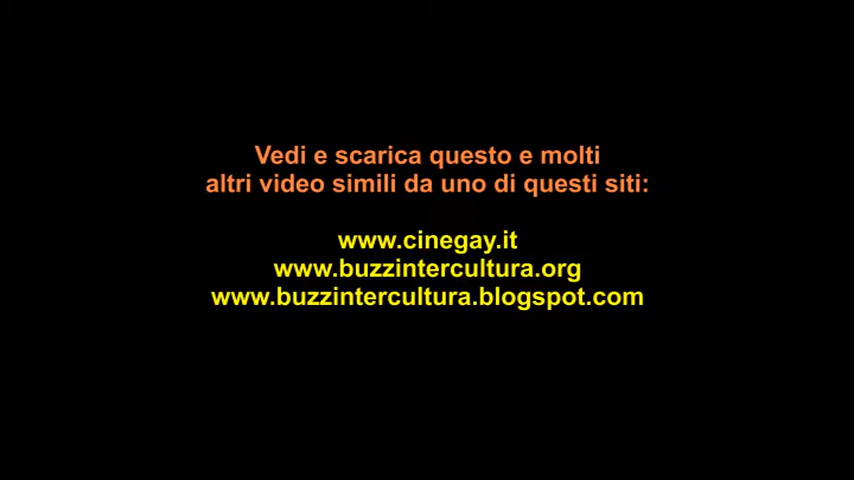 Vedi e scarica questo e molti
altri video simili da uno di questi siti:
www.cinegay.it
www.buzzintercultura.org
www.buzzintercultura.blogspot.com